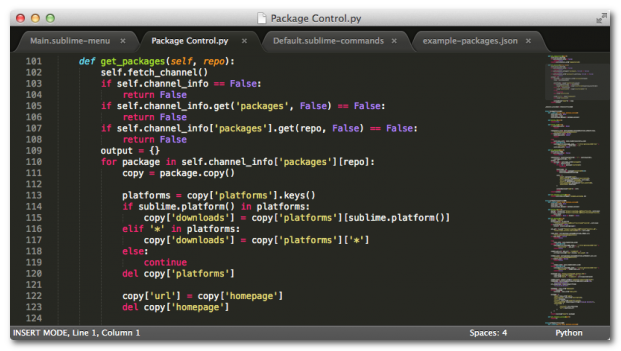 Package Control.py
Main.sublime-menu × Package Control.py × Default.sublime-commands × example-packages.json ×
101 def get_packages(self, repo):
102 self.fetch_channel()
103 if self.channel_info == False:
104 return False
105 if self.channel_info.get('packages', False) == False:
106 return False
107 if self.channel_info['packages'].get(repo, False) == False:
108 return False
109 output = {}
110 for package in self.channel_info['packages'][repo]:
111 copy = package.copy()
112
113 platforms = copy['platforms'].keys()
114 if sublime.platform() in platforms:
115 copy['downloads'] = copy['platforms'][sublime.platform()]
116 elif '*' in platforms:
117 copy['downloads'] = copy['platforms']['*']
118 else:
119 continue
120 del copy['platforms']
121
122 copy['url'] = copy['homepage']
123 del copy['homepage']
124
INSERT MODE, Line 1, Column 1 Spaces: 4 Python